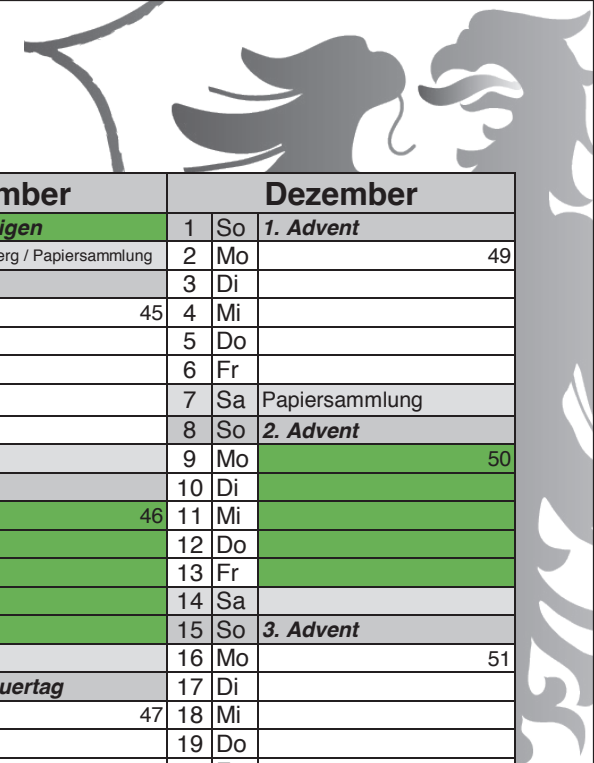 mber Dezember
igen 1 So 1. Advent
erg / Papiersammlung 2 Mo 49
3 Di
45 4 Mi
5 Do
6 Fr
7 Sa Papiersammlung
8 So 2. Advent
9 Mo 50
10 Di
46 11 Mi
12 Do
13 Fr
14 Sa
15 So 3. Advent
16 Mo 51
uertag 17 Di
47 18 Mi
19 Do